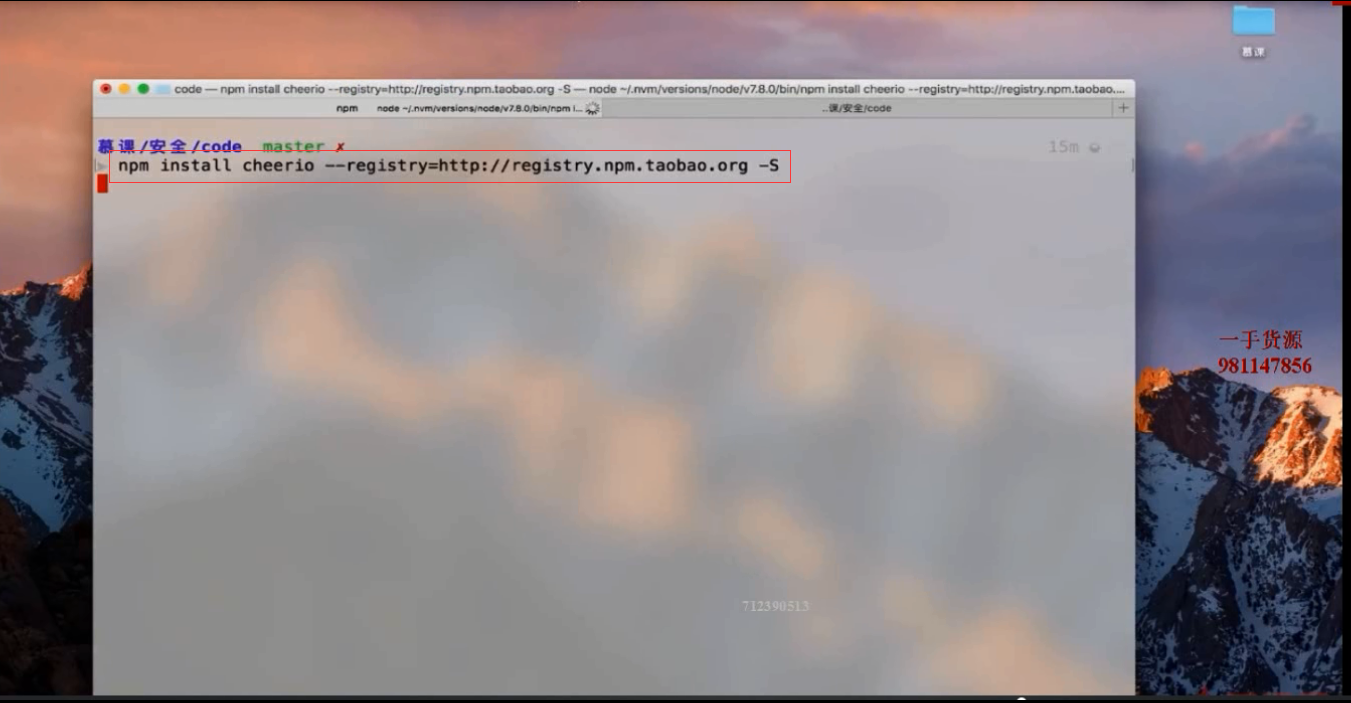 慕课
code — npm install cheerio --registry=http://registry.npm.taobao.org -S — node ~/.nvm/versions/node/v7.8.0/bin/npm install cheerio --registry=http://registry.npm.taobao....
npm node ~/.nvm/versions/node/v7.8.0/bin/npm i... ...课/安全/code +
慕课/安全/code master ✗ 15m
npm install cheerio --registry=http://registry.npm.taobao.org -S
一手货源
981147856
712390513